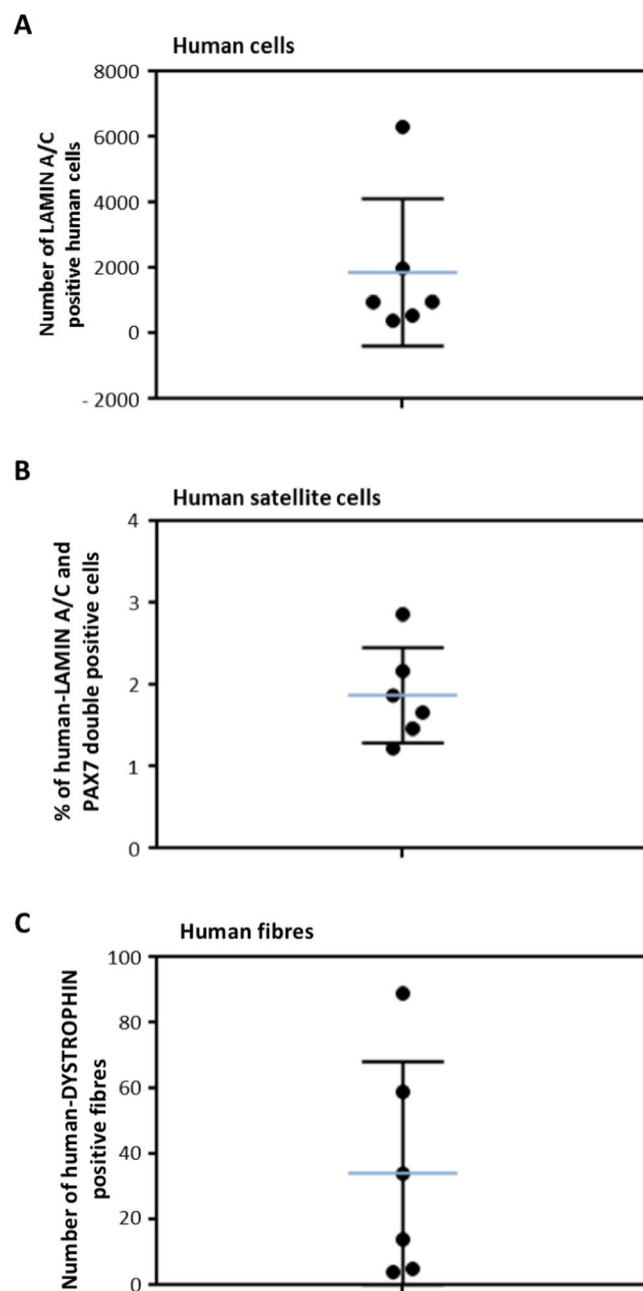 A
Human cells
Number of LAMIN A/C
positive human cells
8000
6000
4000
2000
0
- 2000
B
Human satellite cells
% of human-LAMIN A/C and
PAX7 double positive cells
4
3
2
1
0
C
Human fibres
Number of human-DYSTROPHIN
positive fibres
100
80
60
40
20
0